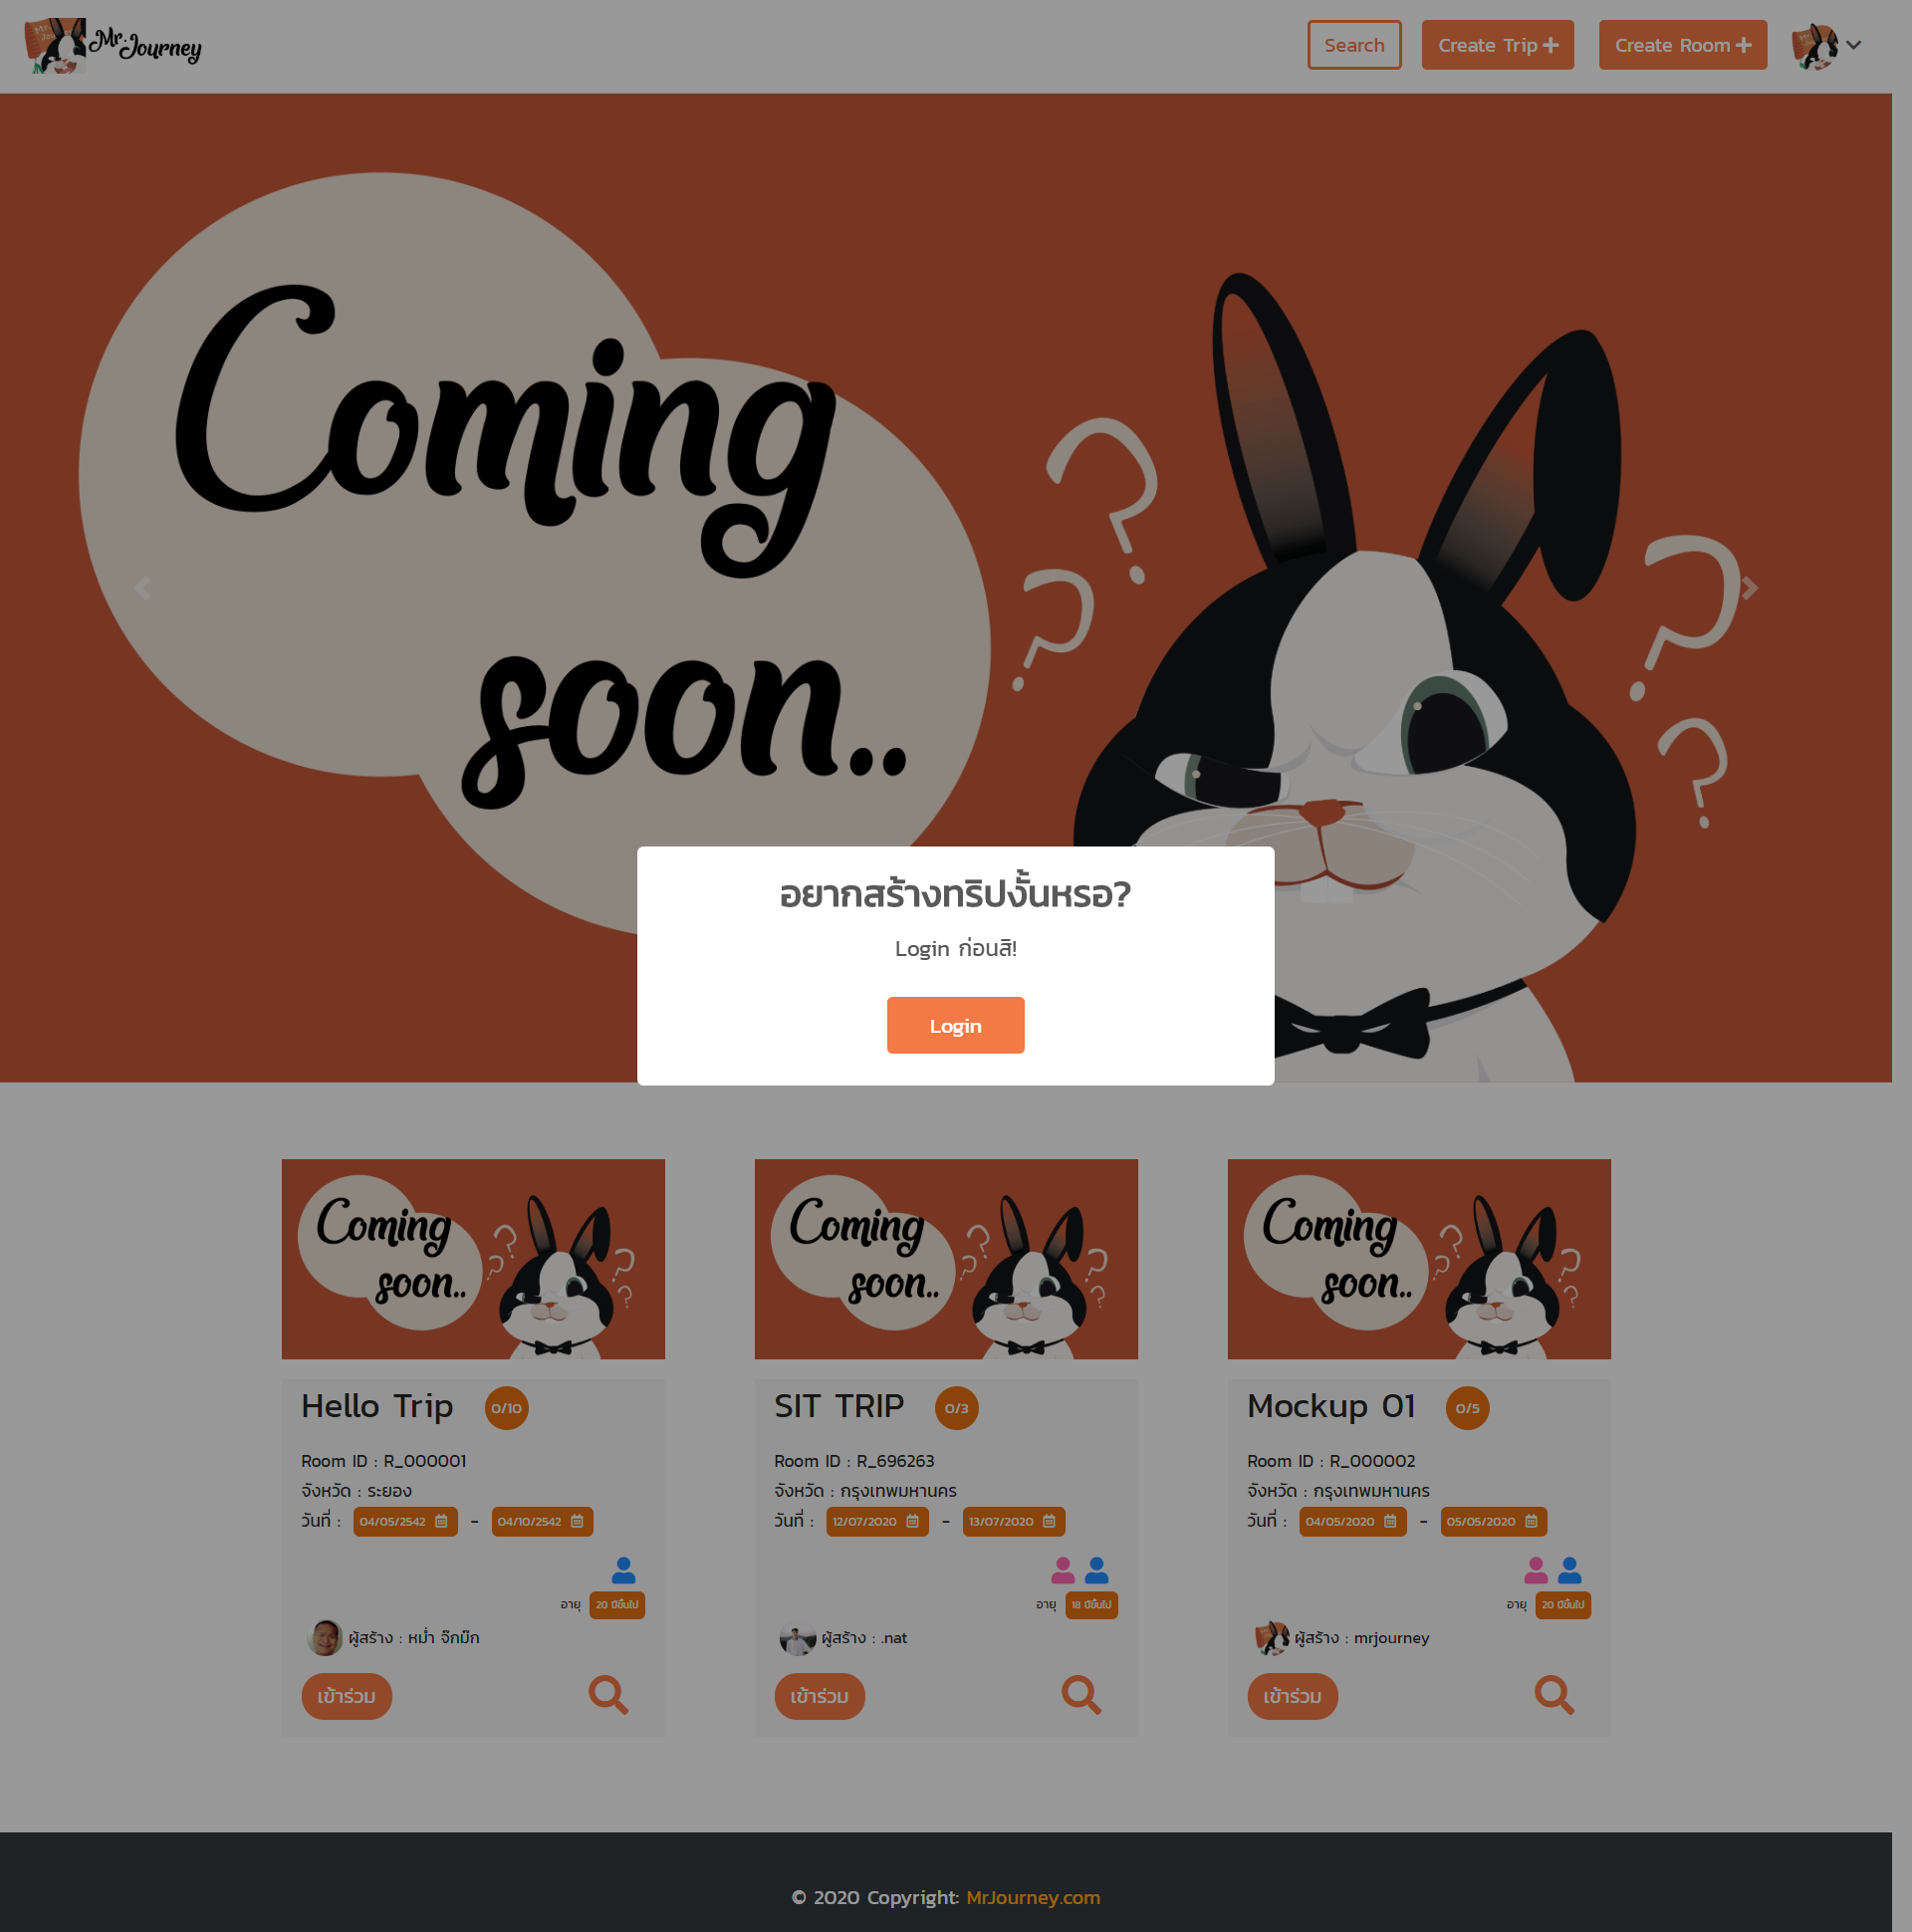 Mr.Journey
Search
Create Trip
Create Room
Coming
soon..
อยากสร้างทริปงั้นหรอ?
Login ก่อนสิ!
Login
Coming
soon..
Coming
soon..
Coming
soon..
Hello Trip 0/10
Room ID : R_000001
จังหวัด : ระยอง
วันที่ : 04/05/2542 - 04/10/2542
อายุ 20 ปีขึ้นไป
ผู้สร้าง : หม่ำ จ๊กม๊ก
เข้าร่วม
SIT TRIP 0/3
Room ID : R_696263
จังหวัด : กรุงเทพมหานคร
วันที่ : 12/07/2020 - 13/07/2020
อายุ 18 ปีขึ้นไป
ผู้สร้าง : .nat
เข้าร่วม
Mockup 01 0/5
Room ID : R_000002
จังหวัด : กรุงเทพมหานคร
วันที่ : 04/05/2020 - 05/05/2020
อายุ 20 ปีขึ้นไป
ผู้สร้าง : mrjourney
เข้าร่วม
© 2020 Copyright: MrJourney.com